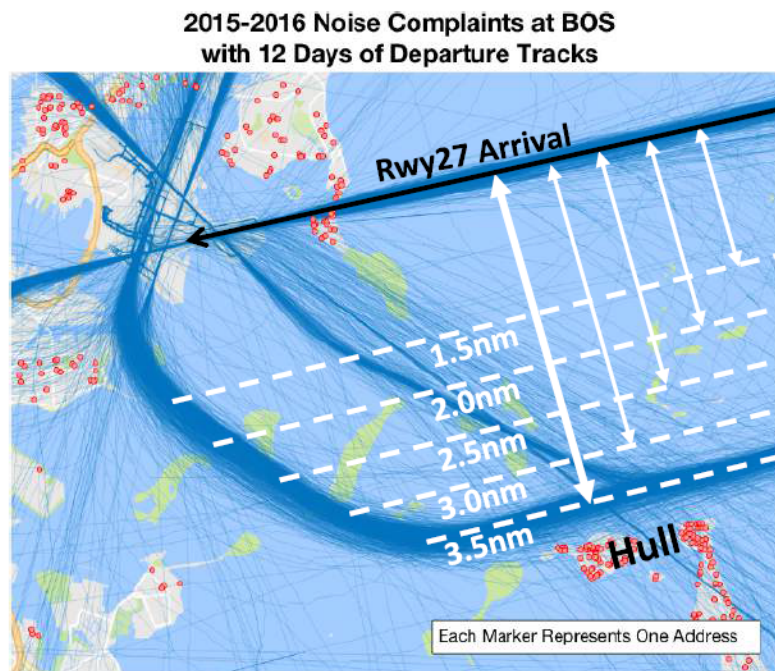 2015-2016 Noise Complaints at BOS
with 12 Days of Departure Tracks
Rwy27 Arrival
1.5nm
2.0nm
2.5nm
3.0nm
3.5nm
Hull
Each Marker Represents One Address